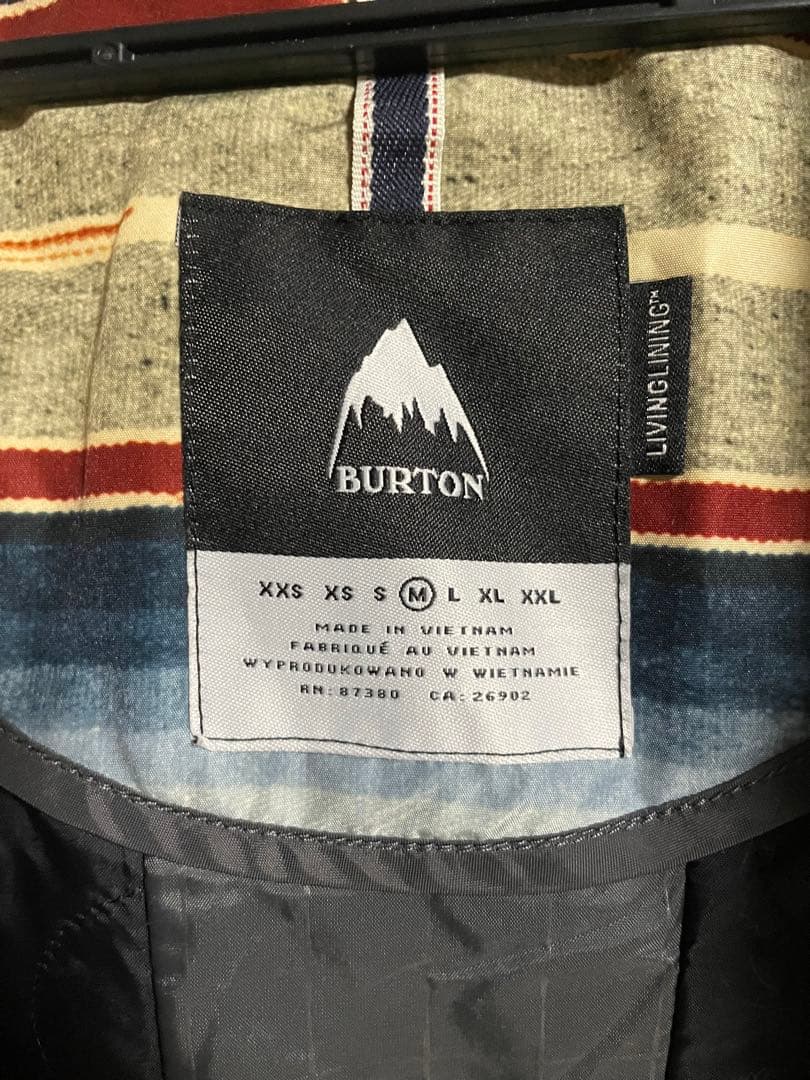 BURTON
LIVINGLINING™
XXS XS S M L XL XXL
MADE IN VIETNAM
FABRIQUÉ AU VIETNAM
WYPRODUKOWANO W WIETNAMIE
RN: 87380 CA: 26902